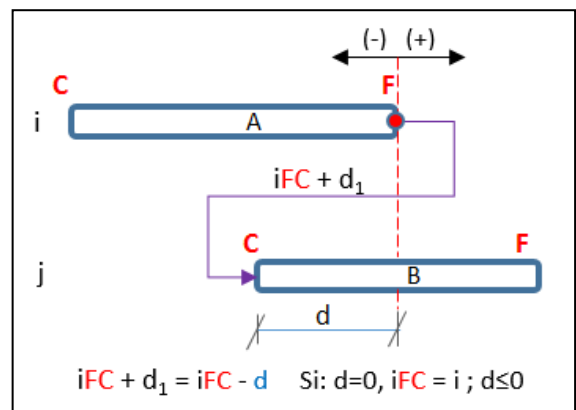 (-) (+)
C F
i A
iFC + d₁
C F
j B
d
iFC + d₁ = iFC - d Si: d=0, iFC = i ; d≤0